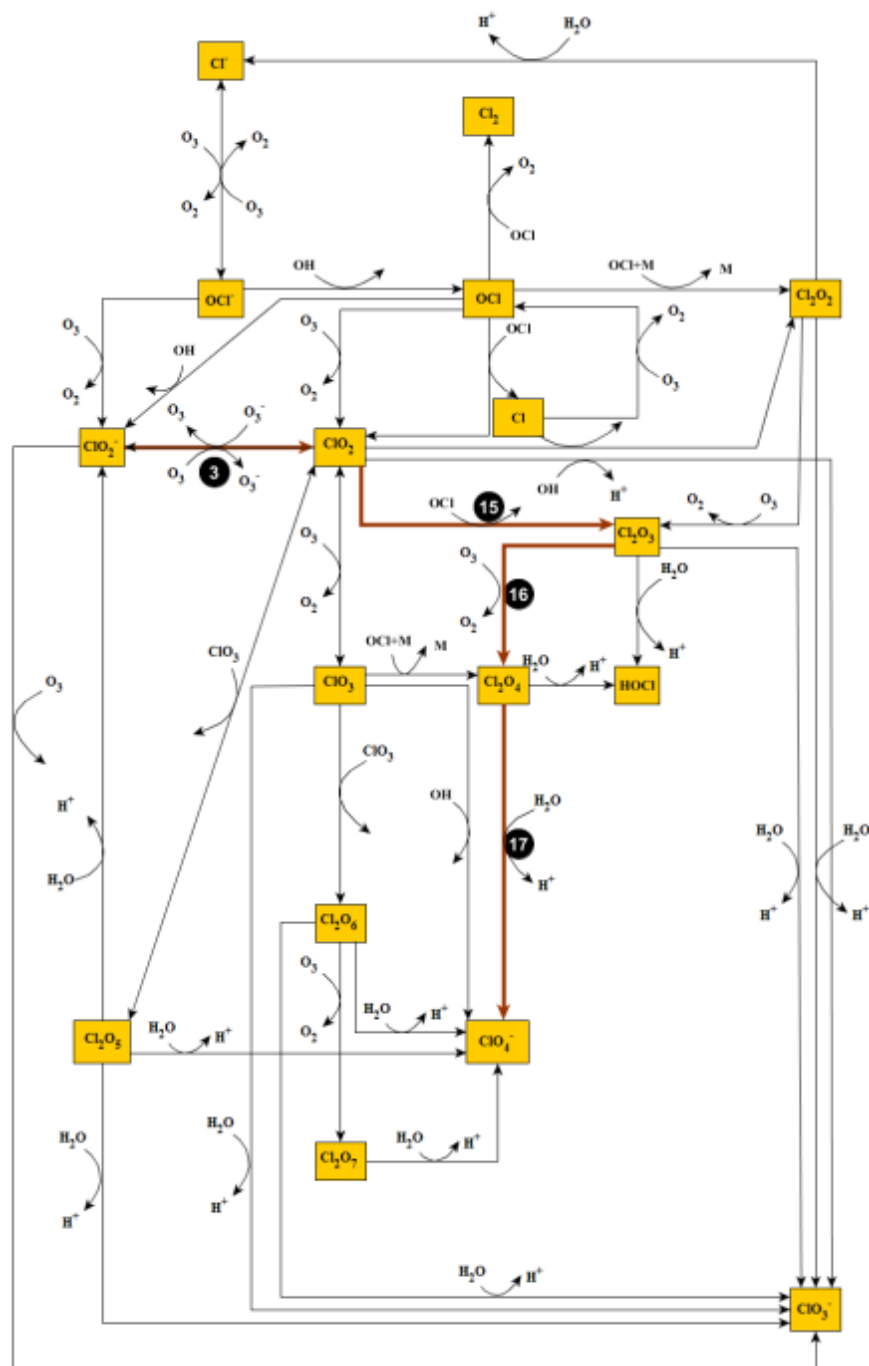 H⁺ H₂O
Cl⁻
Cl₂
O₃ O₂
O₂
O₂ O₃
OCl
OH OCl+M M
OCl⁻ OCl Cl₂O₂
O₃ O₃ OCl O₂
OH
O₂ O₂ O₃
Cl
O₃ O₃⁻
ClO₂⁻ ClO₂
O₃ 3 O₃⁻
OH H⁺
OCl 15 O₂ O₃
Cl₂O₃
O₃ O₃ H₂O
16
O₂ O₂
H⁺
ClO₃ OCl+M M H₂O H⁺
O₃ ClO₃ Cl₂O₄ HOCl
ClO₃
OH H₂O
H⁺ H₂O H₂O
17
H₂O H⁺
Cl₂O₆ H⁺ H⁺
O₃
H₂O H⁺
O₂
Cl₂O₅ H₂O H⁺ ClO₄⁻
H₂O H₂O H₂O H⁺
Cl₂O₇
H⁺ H⁺
H₂O H⁺
ClO₃⁻